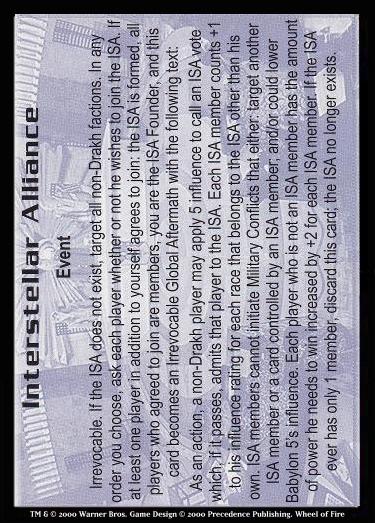 Interstellar Alliance
Event
Irrevocable. If the ISA does not exist, target all non-Drakh factions. In any
order you choose, ask each player whether or not he wishes to join the ISA. If
at least one player in addition to yourself agrees to join: the ISA is formed, all
players who agreed to join are members, you are the ISA Founder, and this
card becomes an Irrevocable Global Aftermath with the following text:
As an action, a non-Drakh player may apply 5 influence to call an ISA vote
which, if it passes, admits that player to the ISA. Each ISA member counts +1
to his influence rating for each race that belongs to the ISA other than his
own. ISA members cannot initiate Military Conflicts that either: target another
ISA member or a card controlled by an ISA member; and/or could lower
Babylon 5's influence. Each player who is not an ISA member has the amount
of power he needs to win increased by +2 for each ISA member. If the ISA
ever has only 1 member, discard this card; the ISA no longer exists.
TM & © 2000 Warner Bros. Game Design © 2000 Precedence Publishing. Wheel of Fire